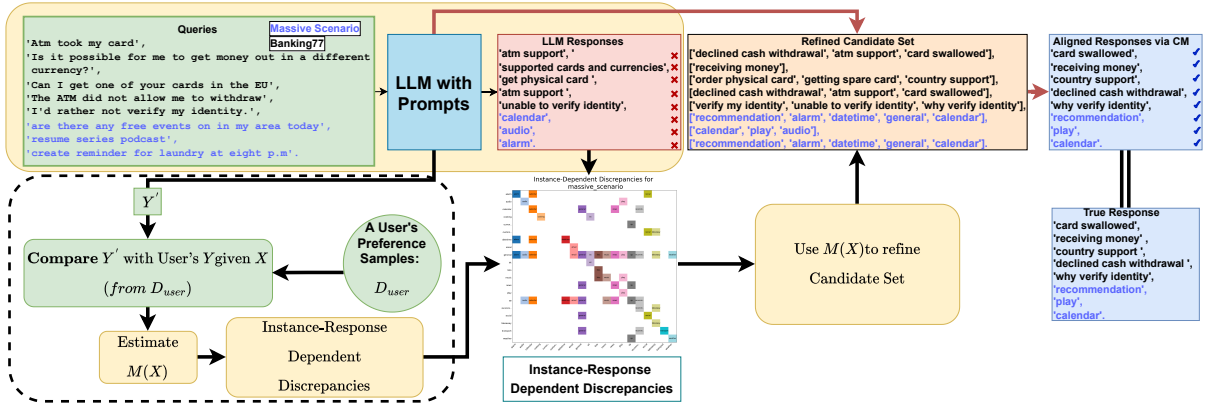 Queries
Massive Scenario
Banking77
'Atm took my card',
'Is it possible for me to get money out in a different
currency?',
'Can I get one of your cards in the EU',
'The ATM did not allow me to withdraw',
'I'd rather not verify my identity.',
'are there any free events on in my area today',
'resume series podcast',
'create reminder for laundry at eight p.m'.
LLM with
Prompts
LLM Responses
'atm support', '
'supported cards and currencies',
'get physical card ',
'atm support ',
'unable to verify identity',
'calendar',
'audio',
'alarm'.
Refined Candidate Set
['declined cash withdrawal', 'atm support', 'card swallowed'],
['receiving money'],
['order physical card', 'getting spare card', 'country support'],
['declined cash withdrawal', 'atm support', 'card swallowed'],
['verify my identity', 'unable to verify identity', 'why verify identity'],
['recommendation', 'alarm', 'datetime', 'general', 'calendar'],
['calendar', 'play', 'audio'],
['recommendation', 'alarm', 'datetime', 'general', 'calendar'].
Aligned Responses via CM
'card swallowed',
'receiving money',
'country support',
'declined cash withdrawal',
'why verify identity',
'recommendation',
'play',
'calendar'.
Y′
Compare Y′ with User's Y given X
(from D_user)
A User's
Preference
Samples:
D_user
Estimate
M(X)
Instance-Response
Dependent
Discrepancies
Instance-Dependent Discrepancies for
massive_scenario
Instance-Response
Dependent Discrepancies
Use M(X) to refine
Candidate Set
True Response
'card swallowed',
'receiving money' ,
'country support ',
'declined cash withdrawal ',
'why verify identity',
'recommendation',
'play',
'calendar'.